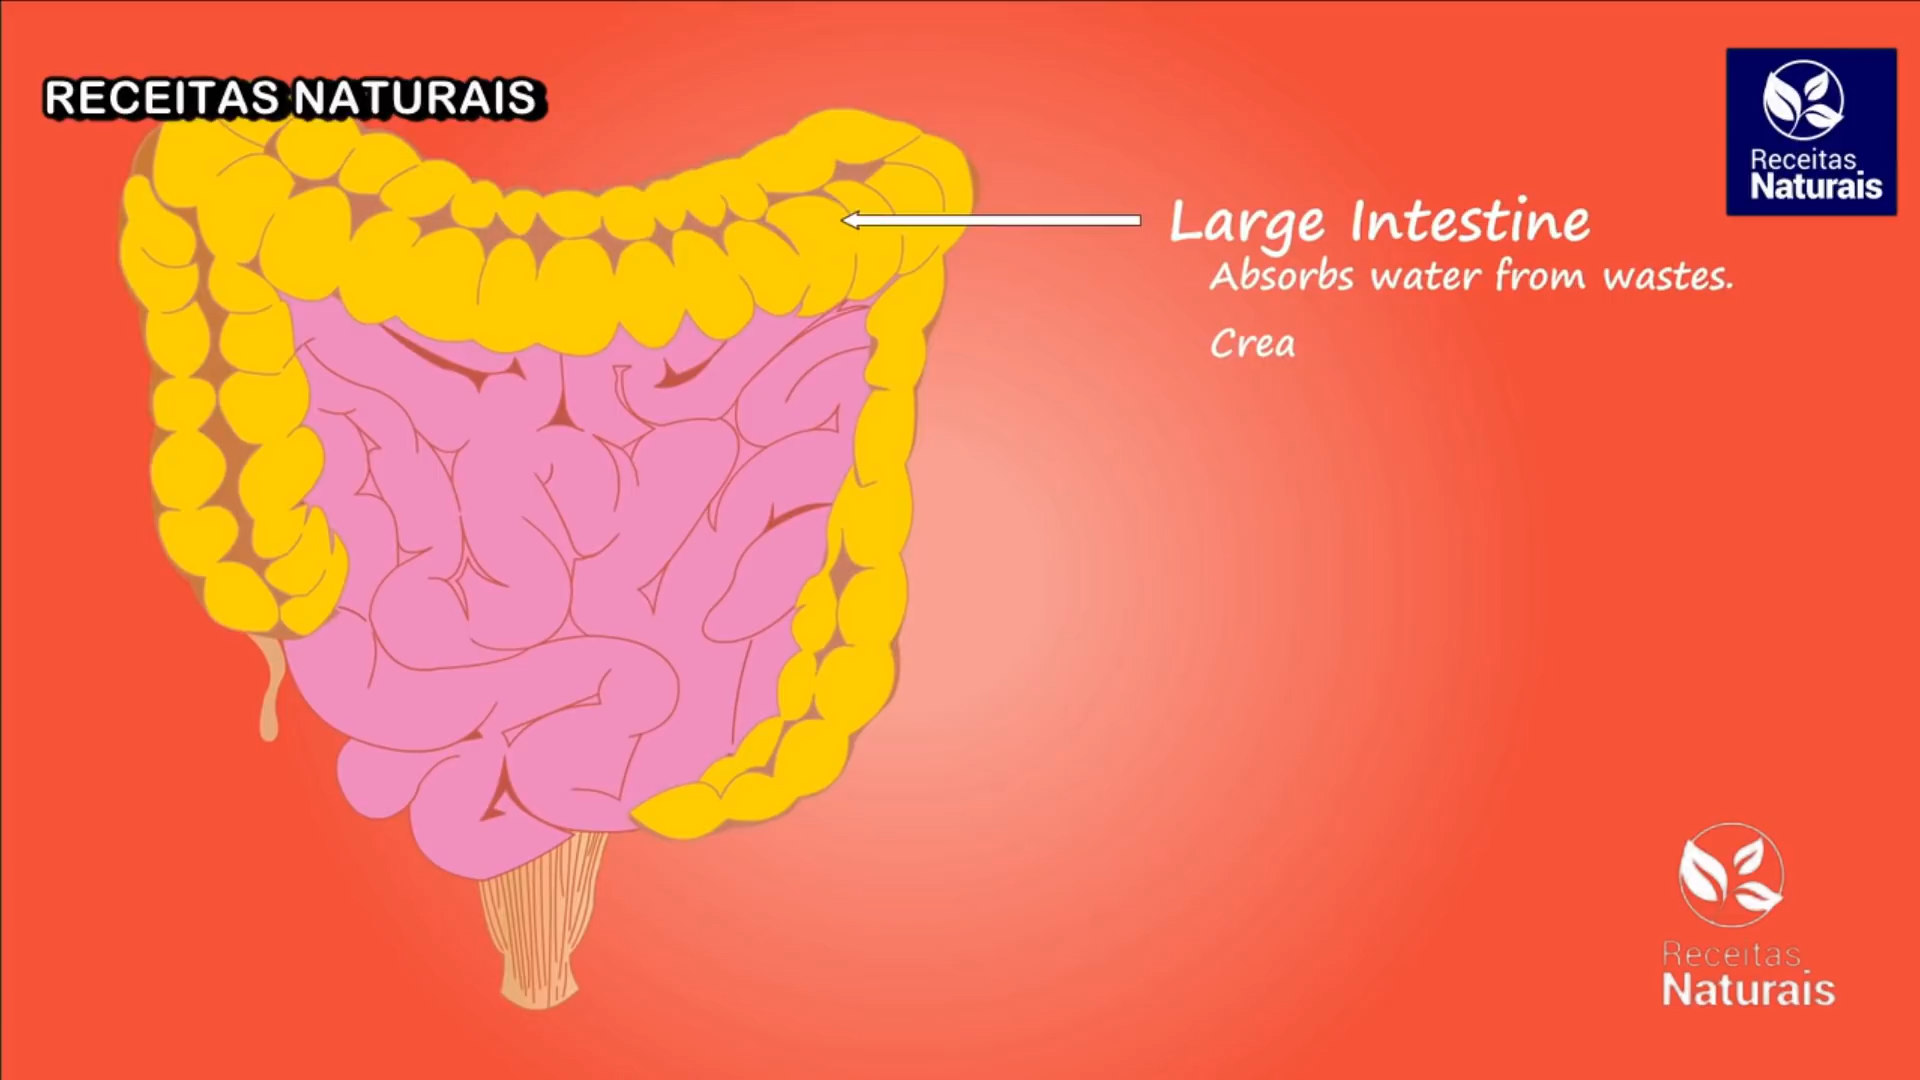 RECEITAS NATURAIS
Receitas
Naturais
Large Intestine
Absorbs water from wastes.
Crea
Receitas
Naturais